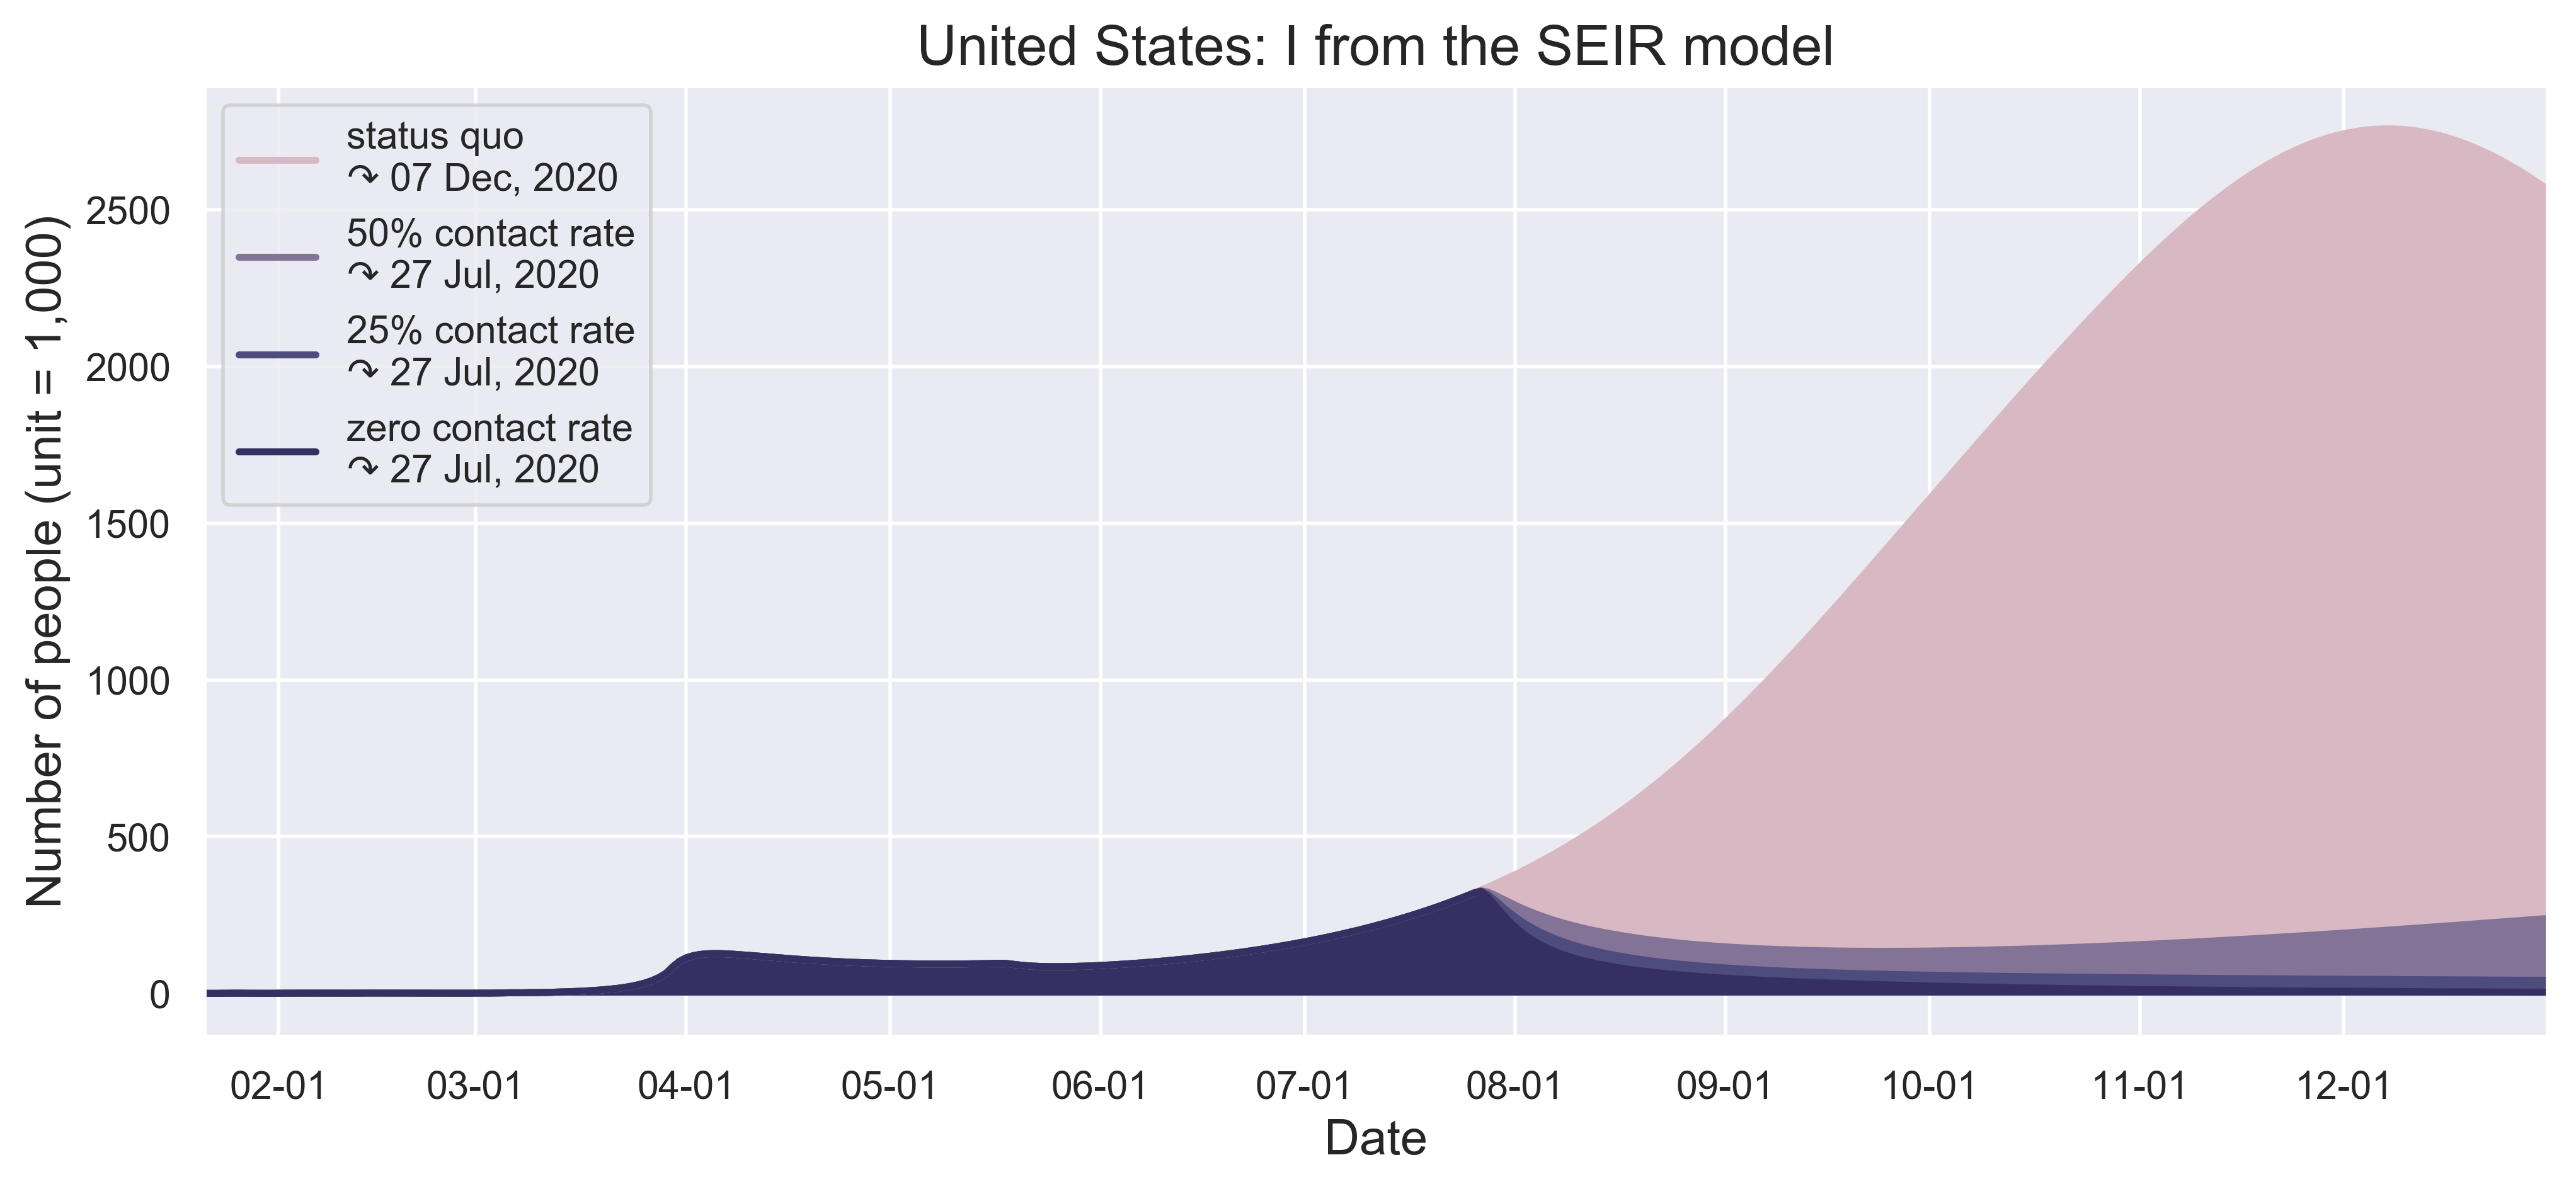 United States: I from the SEIR model
status quo
↷ 07 Dec, 2020
50% contact rate
↷ 27 Jul, 2020
25% contact rate
↷ 27 Jul, 2020
zero contact rate
↷ 27 Jul, 2020
Number of people (unit = 1,000)
2500
2000
1500
1000
500
0
02-01 03-01 04-01 05-01 06-01 07-01 08-01 09-01 10-01 11-01 12-01
Date